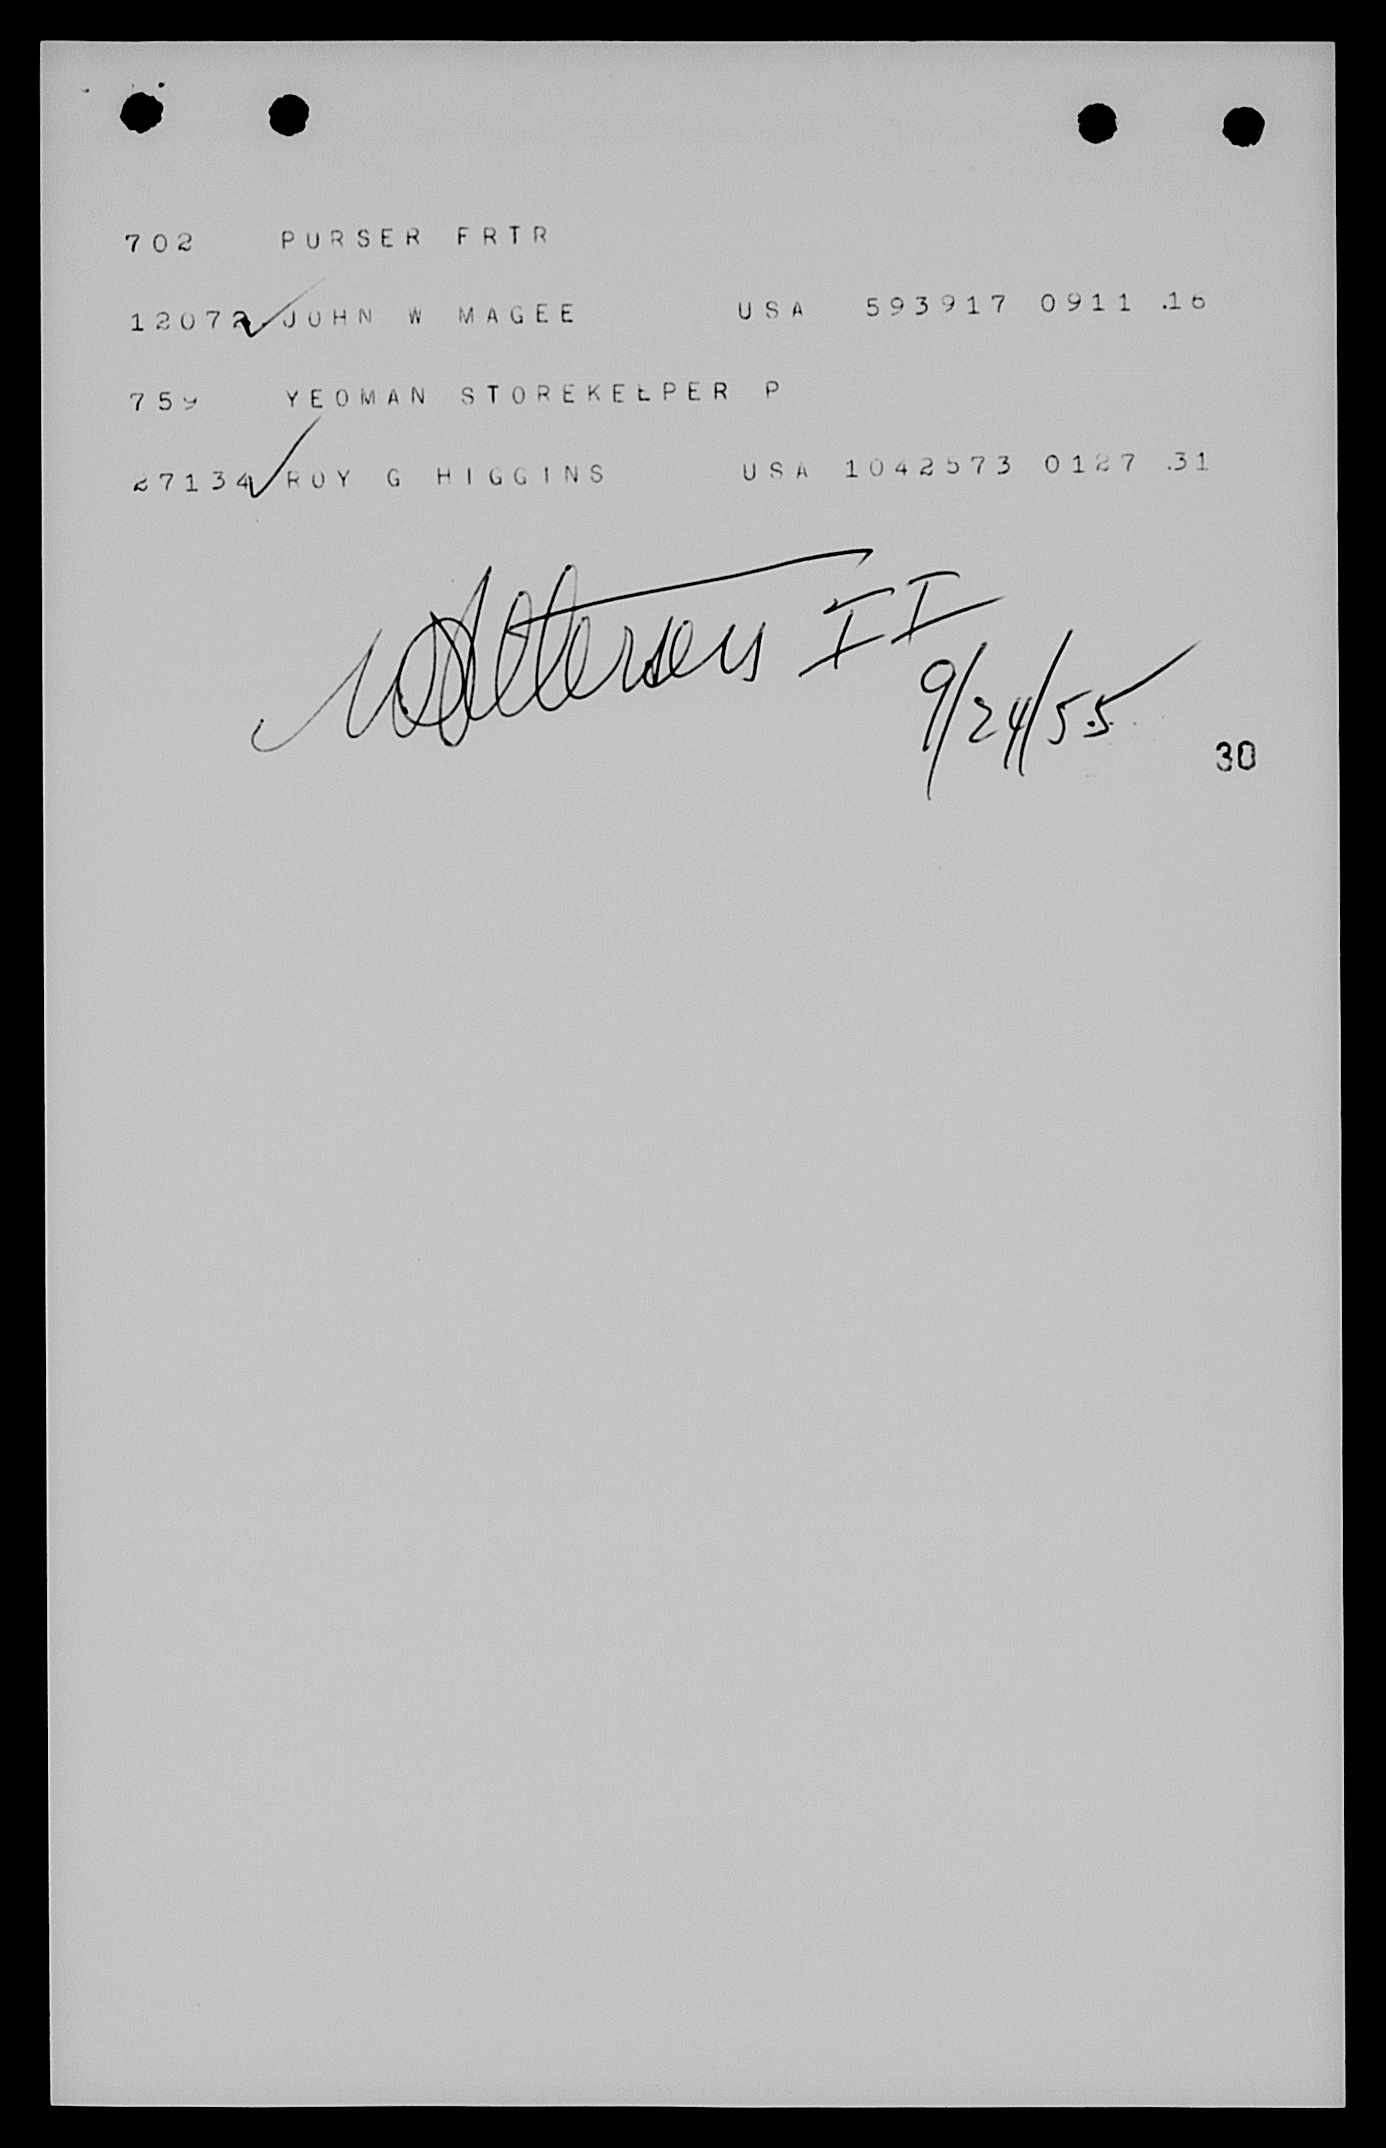 702 PURSER FRTR
12072 JOHN W MAGEE USA 593917 0911 .16
759 YEOMAN STOREKEEPER P
27134 ROY G HIGGINS USA 1042573 0127 .31
II
9/24/55
30